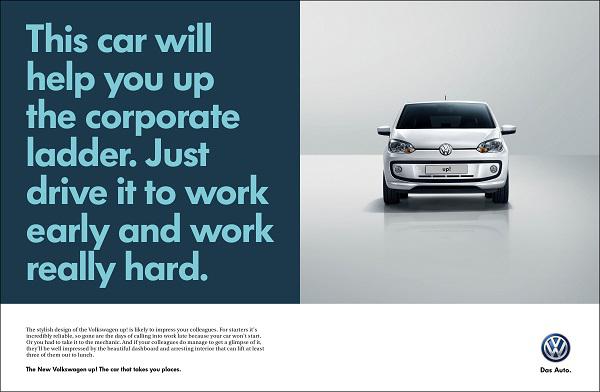 This car will
help you up
the corporate
ladder. Just
drive it to work
early and work
really hard.
up!
The stylish design of the Volkswagen up! is likely to impress your colleagues. For starters it's
incredibly reliable, so gone are the days of calling into work late because your car won't start.
Or you had to take it to the mechanic. And if your colleagues do manage to get a glimpse of it,
they'll be well impressed by the beautiful dashboard and arresting interior that can lift at least
three of them out to lunch.
The New Volkswagen up! The car that takes you places.
Das Auto.